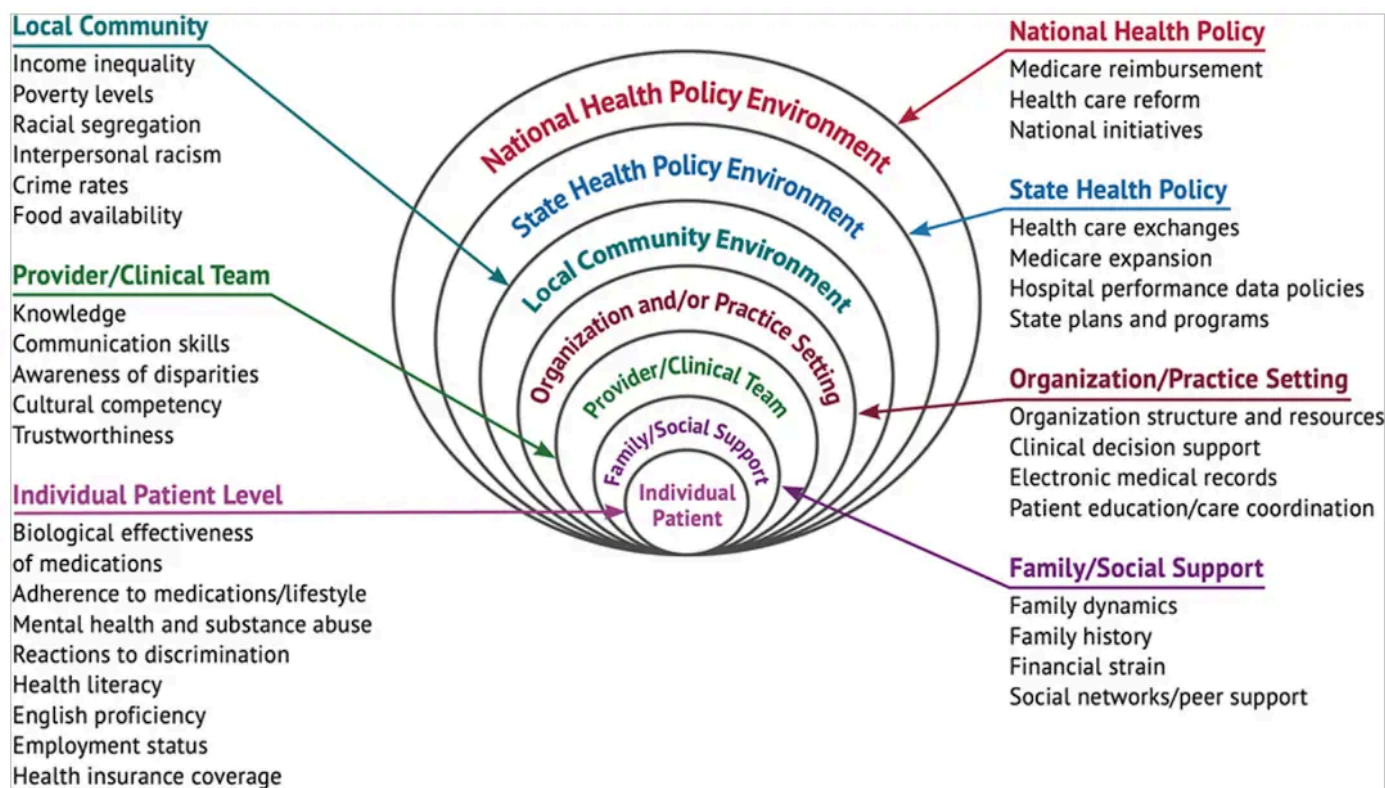 Local Community
Income inequality
Poverty levels
Racial segregation
Interpersonal racism
Crime rates
Food availability
Provider/Clinical Team
Knowledge
Communication skills
Awareness of disparities
Cultural competency
Trustworthiness
Individual Patient Level
Biological effectiveness
of medications
Adherence to medications/lifestyle
Mental health and substance abuse
Reactions to discrimination
Health literacy
English proficiency
Employment status
Health insurance coverage
National Health Policy Environment
State Health Policy Environment
Local Community Environment
Organization and/or Practice Setting
Provider/Clinical Team
Family/Social Support
Individual
Patient
National Health Policy
Medicare reimbursement
Health care reform
National initiatives
State Health Policy
Health care exchanges
Medicare expansion
Hospital performance data policies
State plans and programs
Organization/Practice Setting
Organization structure and resources
Clinical decision support
Electronic medical records
Patient education/care coordination
Family/Social Support
Family dynamics
Family history
Financial strain
Social networks/peer support